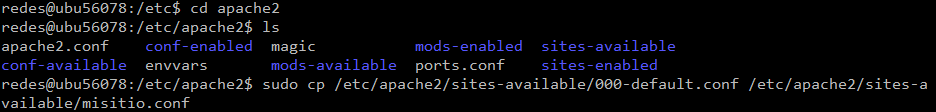 redes@ubu56078:/etc$ cd apache2
redes@ubu56078:/etc/apache2$ ls
apache2.conf    conf-enabled  magic           mods-enabled  sites-available
conf-available  envvars       mods-available  ports.conf    sites-enabled
redes@ubu56078:/etc/apache2$ sudo cp /etc/apache2/sites-available/000-default.conf /etc/apache2/sites-a
vailable/misitio.conf